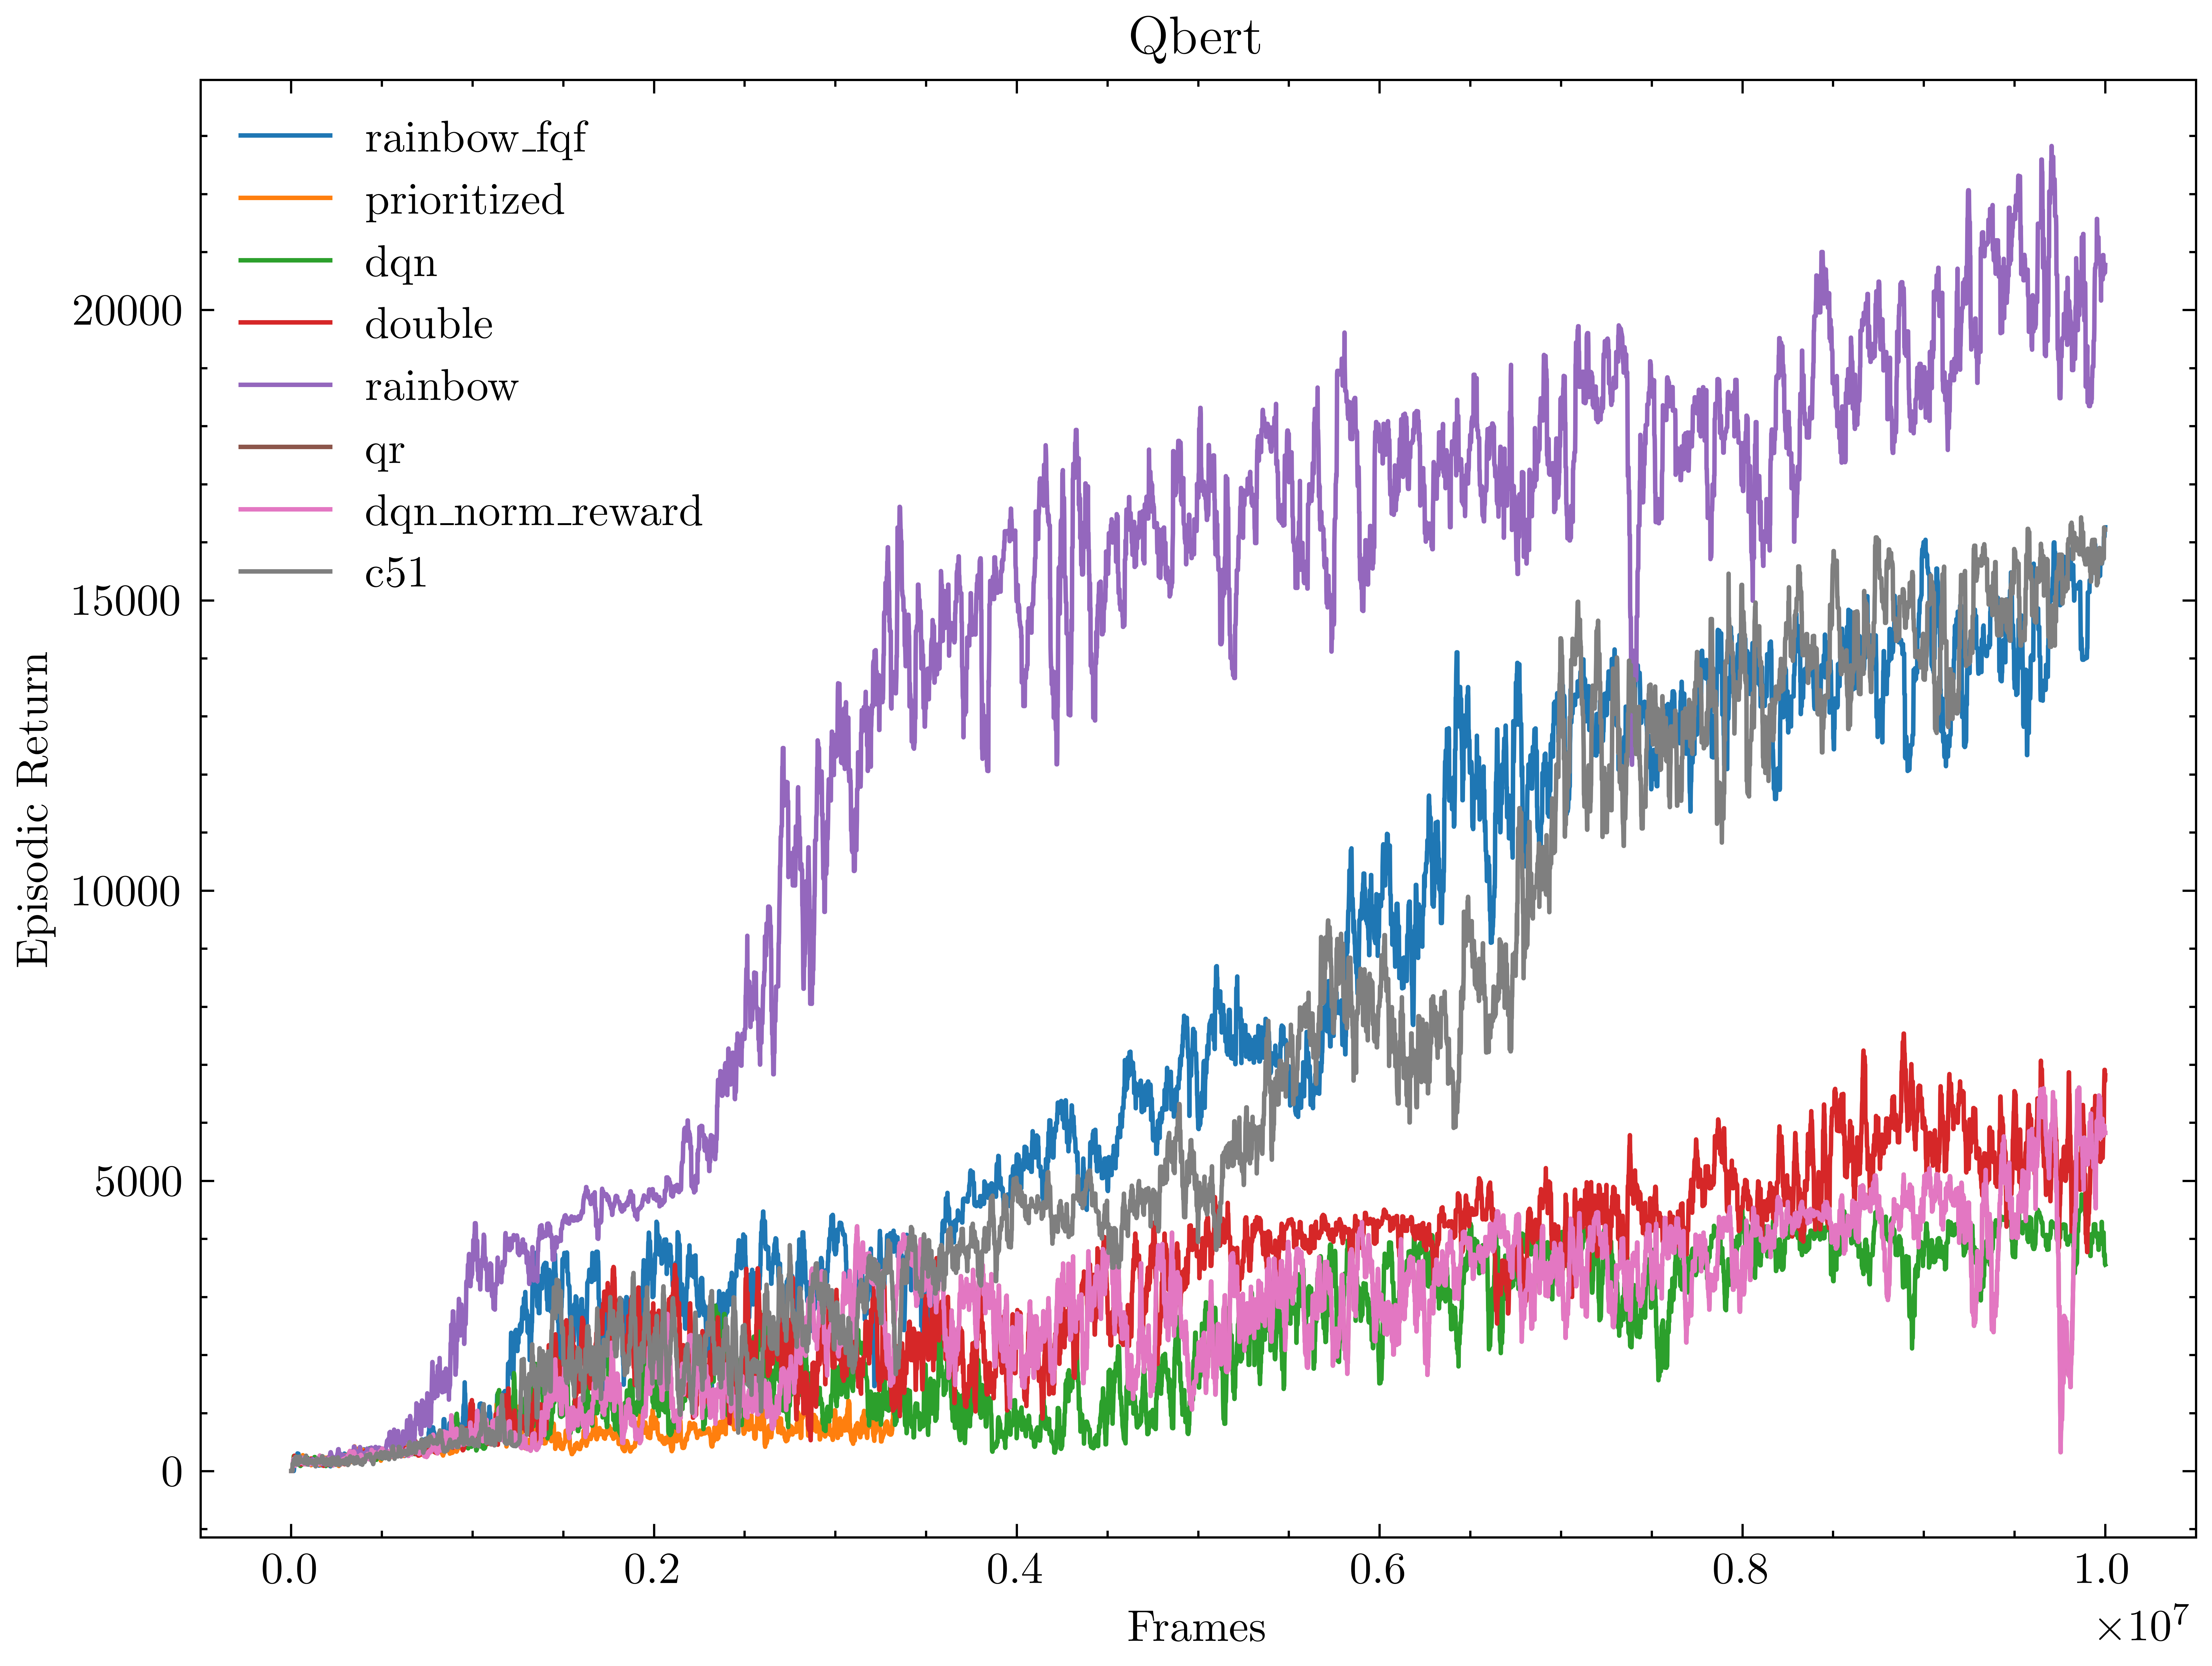 Qbert
rainbow_fqf
prioritized
dqn
double
rainbow
qr
dqn_norm_reward
c51
Episodic Return
20000
15000
10000
5000
0
0.0 0.2 0.4 0.6 0.8 1.0
Frames
×10⁷